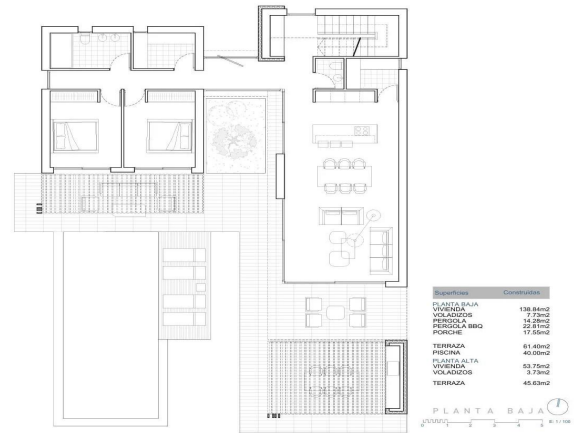 Superficies Construidas
PLANTA BAJA
VIVIENDA 138.84m2
VOLADIZOS 7.73m2
PERGOLA 14.28m2
PERGOLA BBQ 22.81m2
PORCHE 17.55m2
TERRAZA 61.40m2
PISCINA 40.00m2
PLANTA ALTA
VIVIENDA 53.75m2
VOLADIZOS 3.73m2
TERRAZA 45.63m2
PLANTA BAJA